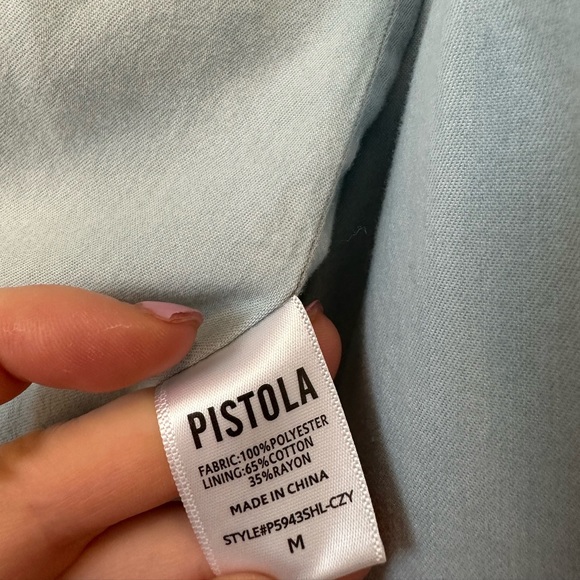 PISTOLA
FABRIC:100%POLYESTER
LINING:65%COTTON
35%RAYON
MADE IN CHINA
STYLE#P5943SHL-CZY
M